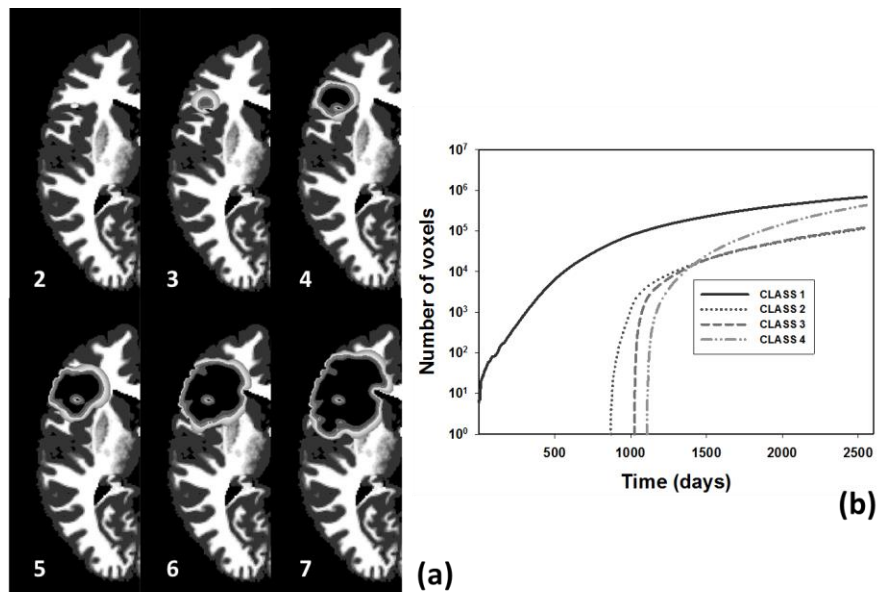 2
3
4
5
6
7
(a)
Number of voxels
10^7
10^6
10^5
10^4
10^3
10^2
10^1
10^0
CLASS 1
CLASS 2
CLASS 3
CLASS 4
500 1000 1500 2000 2500
Time (days)
(b)